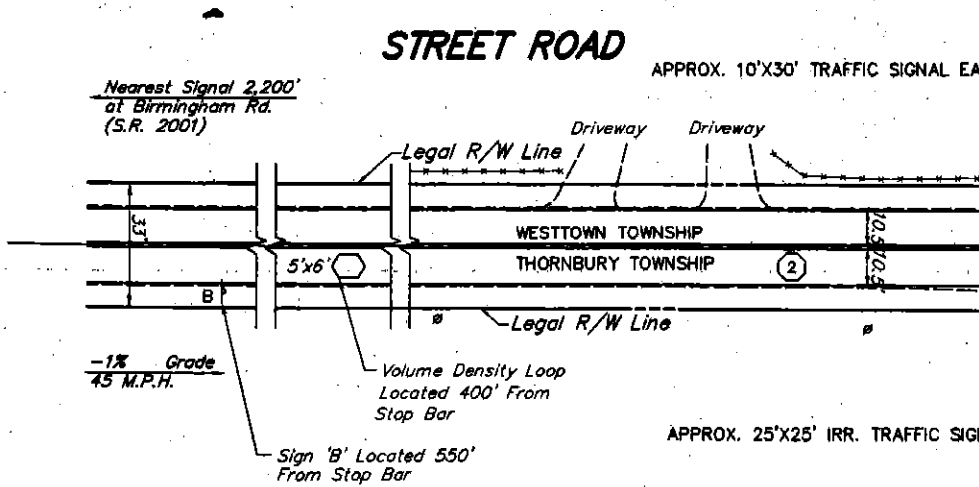 STREET ROAD
APPROX. 10'X30' TRAFFIC SIGNAL EA
Nearest Signal 2,200'
at Birmingham Rd.
(S.R. 2001)
Driveway
Driveway
Legal R/W Line
33'
WESTTOWN TOWNSHIP
10.5'
10.5'
5'x6'
THORNBURY TOWNSHIP
2
B
Legal R/W Line
-1% Grade
45 M.P.H.
Volume Density Loop
Located 400' From
Stop Bar
APPROX. 25'X25' IRR. TRAFFIC SIG
Sign 'B' Located 550'
From Stop Bar